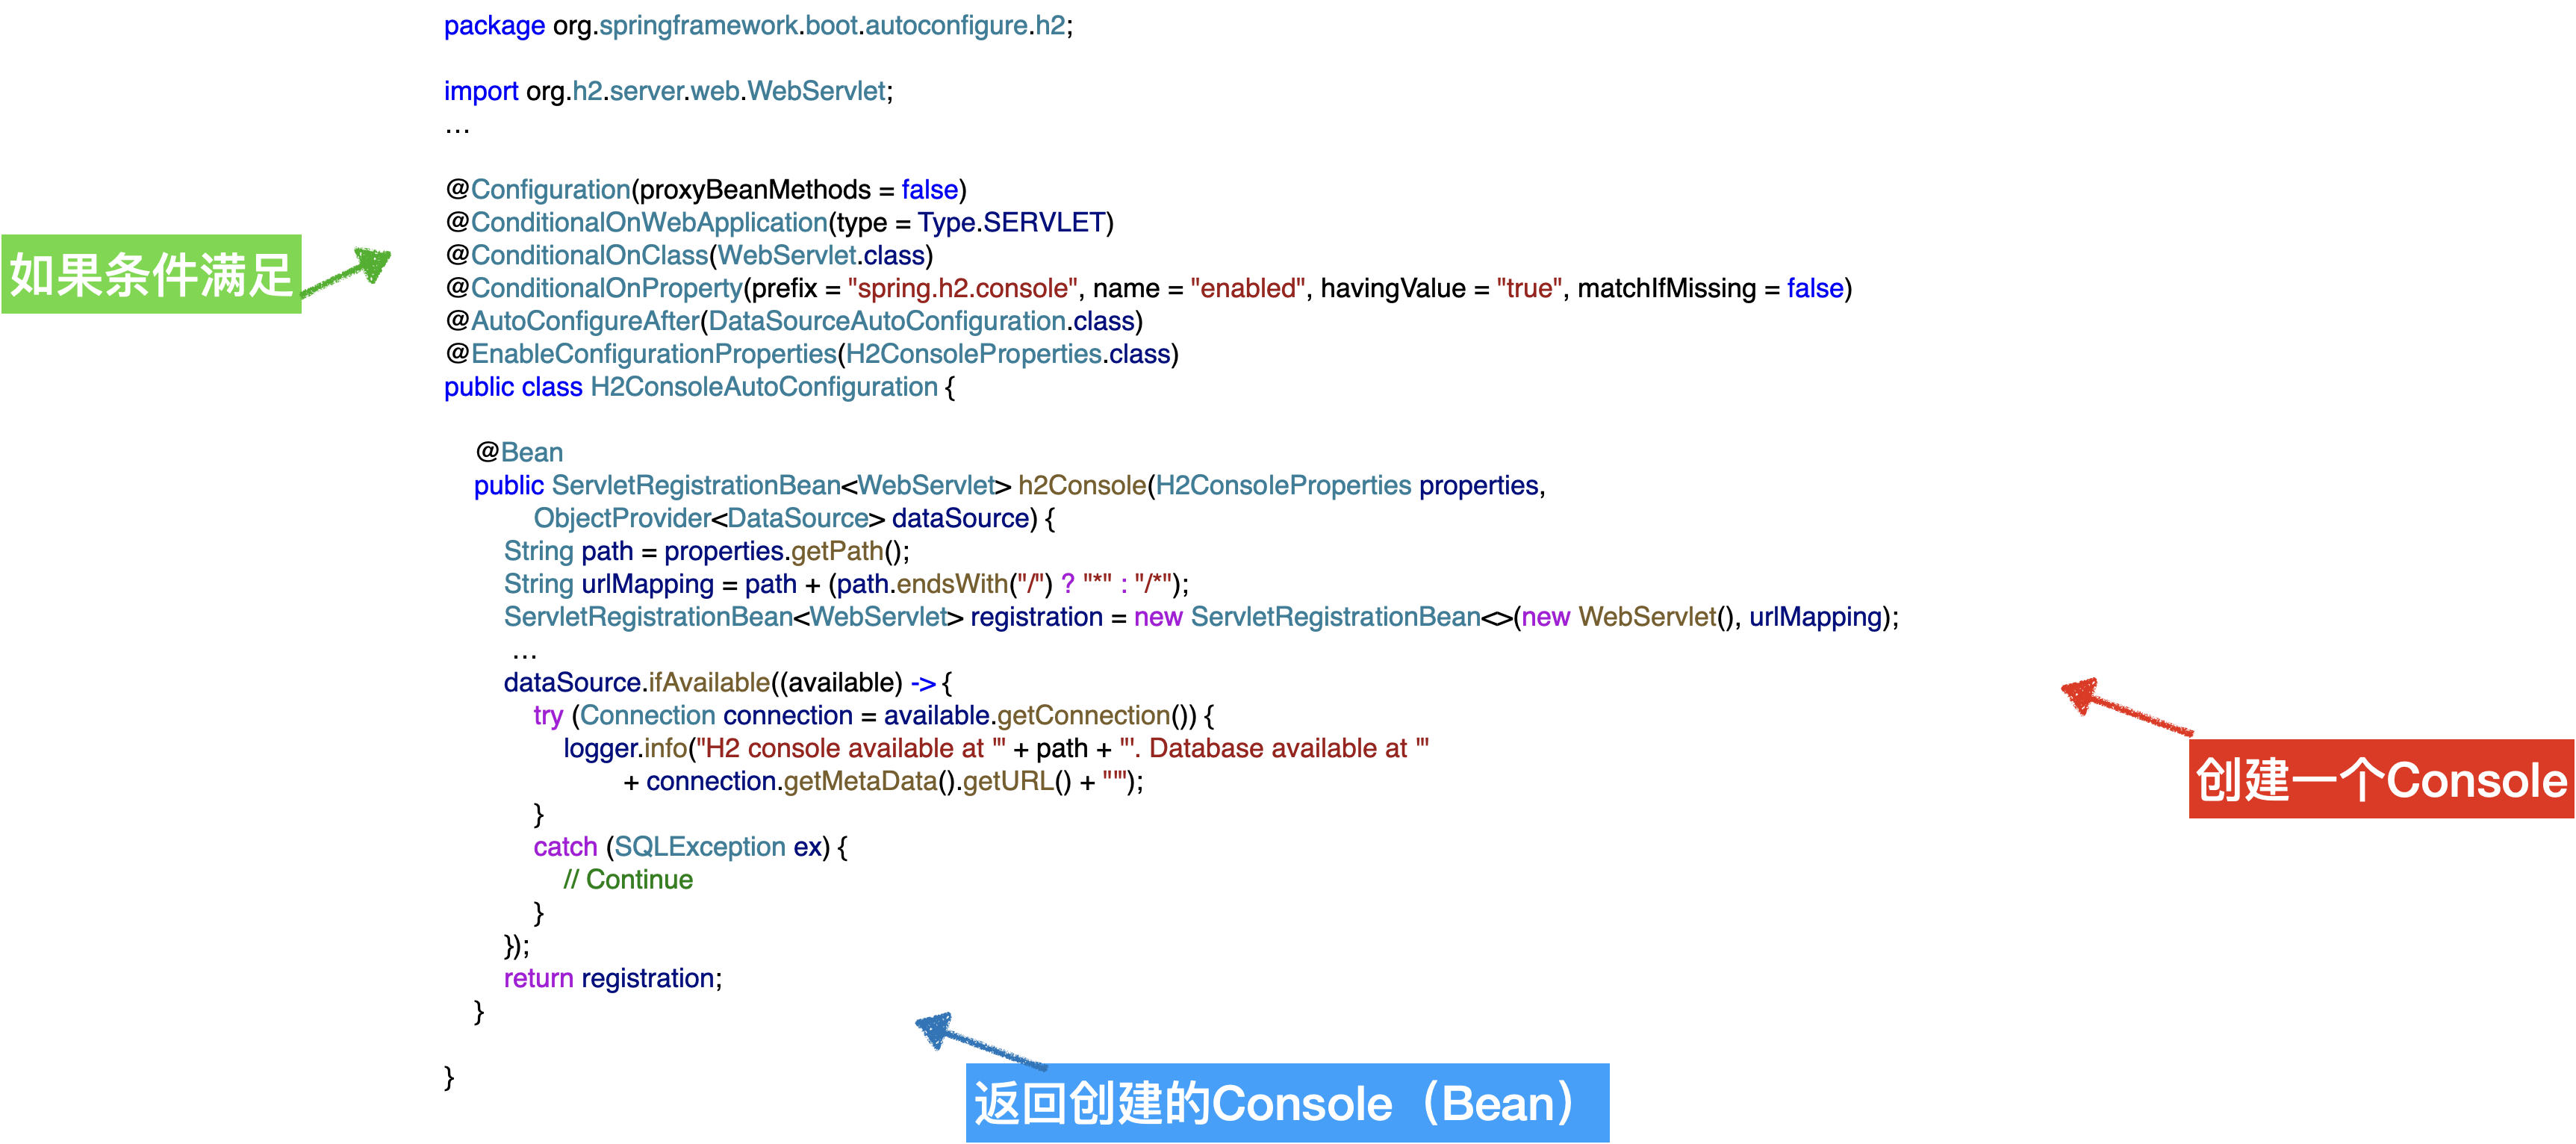 package org.springframework.boot.autoconfigure.h2;
import org.h2.server.web.WebServlet;
...
@Configuration(proxyBeanMethods = false)
@ConditionalOnWebApplication(type = Type.SERVLET)
如果条件满足
@ConditionalOnClass(WebServlet.class)
@ConditionalOnProperty(prefix = "spring.h2.console", name = "enabled", havingValue = "true", matchIfMissing = false)
@AutoConfigureAfter(DataSourceAutoConfiguration.class)
@EnableConfigurationProperties(H2ConsoleProperties.class)
public class H2ConsoleAutoConfiguration {
@Bean
public ServletRegistrationBean<WebServlet> h2Console(H2ConsoleProperties properties,
ObjectProvider<DataSource> dataSource) {
String path = properties.getPath();
String urlMapping = path + (path.endsWith("/") ? "*" : "/*");
ServletRegistrationBean<WebServlet> registration = new ServletRegistrationBean<>(new WebServlet(), urlMapping);
...
dataSource.ifAvailable((available) -> {
try (Connection connection = available.getConnection()) {
logger.info("H2 console available at '" + path + "'. Database available at '"
+ connection.getMetaData().getURL() + "'");
创建一个Console
}
catch (SQLException ex) {
// Continue
}
});
return registration;
}
}
返回创建的Console（Bean）